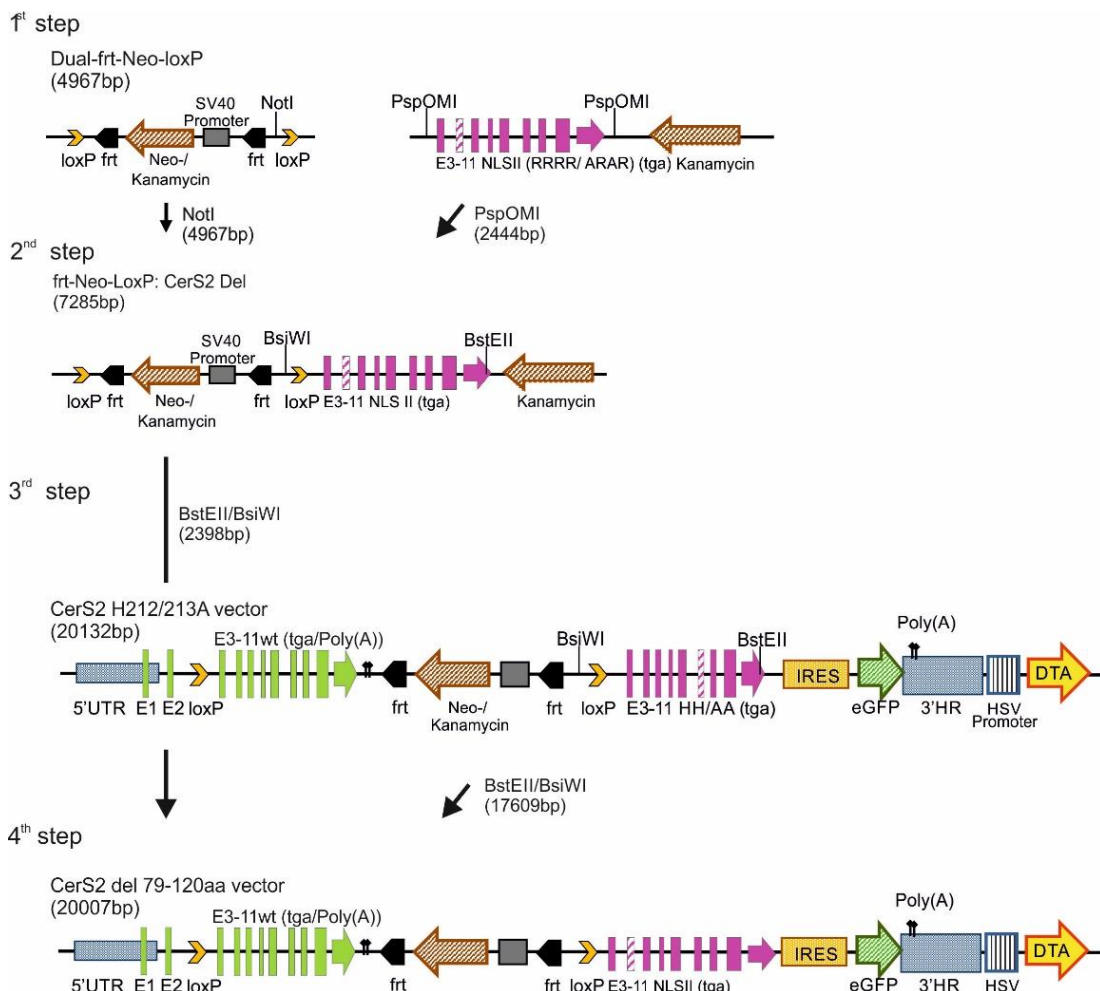 1st step
Dual-frt-Neo-loxP
(4967bp)
SV40
Promoter
NotI
loxP frt
Neo-/
Kanamycin
frt loxP
PspOMI
PspOMI
E3-11 NLSII (RRRR/ ARAR) (tga) Kanamycin
NotI
(4967bp)
PspOMI
(2444bp)
2nd step
frt-Neo-LoxP: CerS2 Del
(7285bp)
SV40
Promoter
BsiWI
BstEII
loxP frt
Neo-/
Kanamycin
frt loxP E3-11 NLS II (tga)
Kanamycin
3rd step
BstEII/BsiWI
(2398bp)
CerS2 H212/213A vector
(20132bp)
E3-11wt (tga/Poly(A))
BsiWI
BstEII
Poly(A)
IRES
DTA
5'UTR E1 E2 loxP
frt
Neo-/
Kanamycin
frt loxP E3-11 HH/AA (tga)
eGFP 3'HR HSV
Promoter
BstEII/BsiWI
(17609bp)
4th step
CerS2 del 79-120aa vector
(20007bp)
E3-11wt (tga/Poly(A))
Poly(A)
IRES
DTA
5'UTR E1 E2 loxP
frt
Neo-/
Kanamycin
frt loxP E3-11 NLSII (tga)
eGFP 3'HR HSV